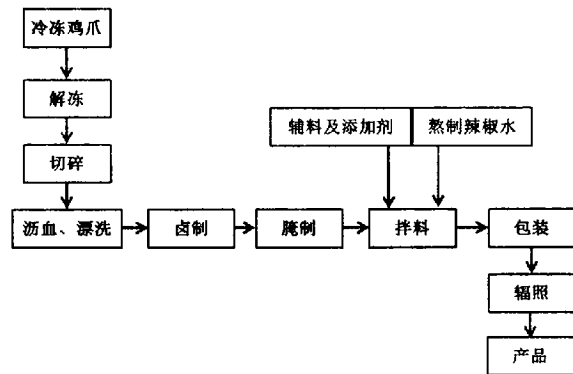 冷冻鸡爪
解冻
切碎
辅料及添加剂
熬制辣椒水
沥血、漂洗
卤制
腌制
拌料
包装
辐照
产品